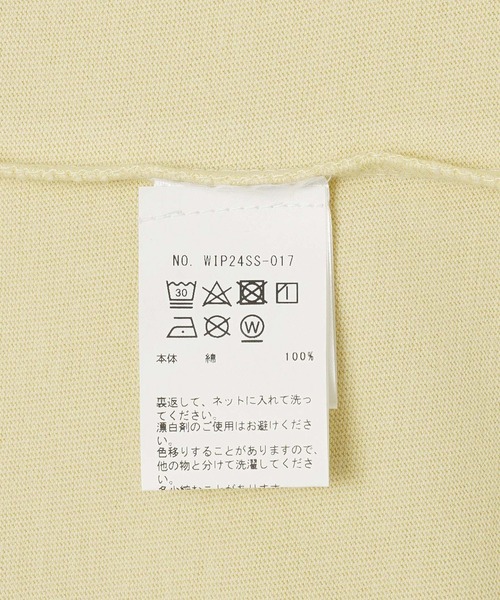 NO. WIP24SS-017
30
W
本体 綿 100%
裏返して、ネットに入れて洗っ
てください。
漂白剤のご使用はお避けくださ
い。
色移りすることがありますので、
他の物と分けて洗濯してくださ
い。